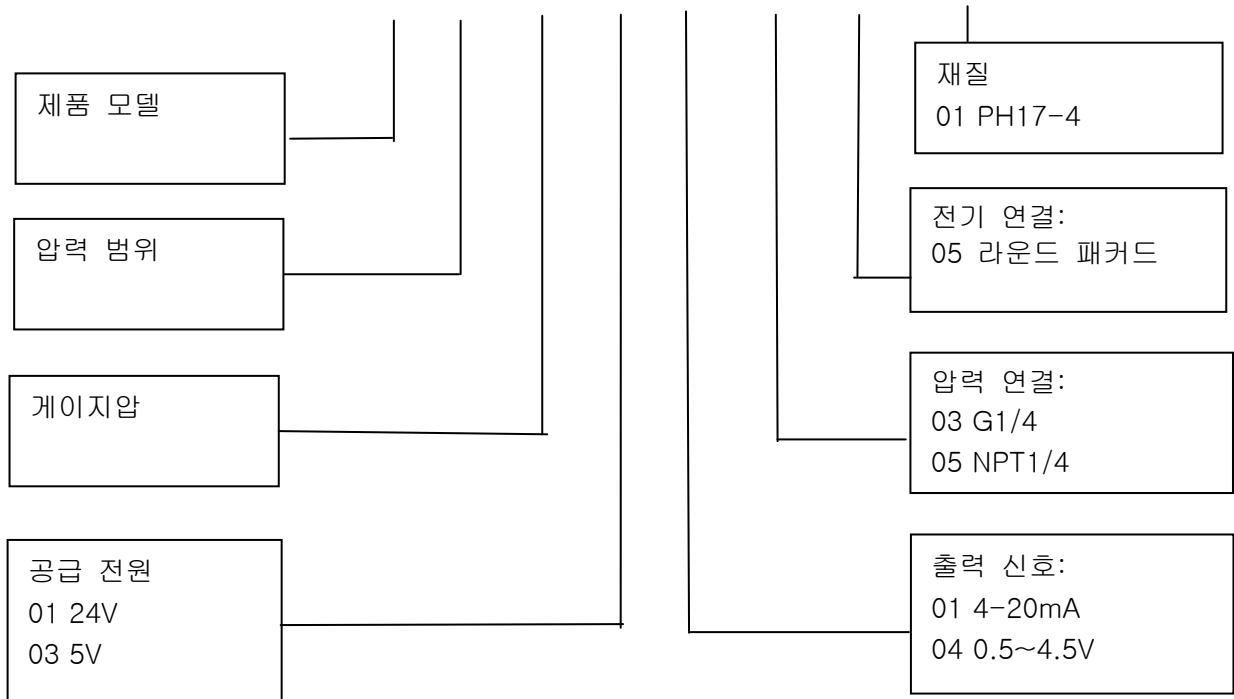 제품 모델
압력 범위
게이지압
공급 전원
01 24V
03 5V
재질
01 PH17-4
전기 연결:
05 라운드 패커드
압력 연결:
03 G1/4
05 NPT1/4
출력 신호:
01 4-20mA
04 0.5~4.5V